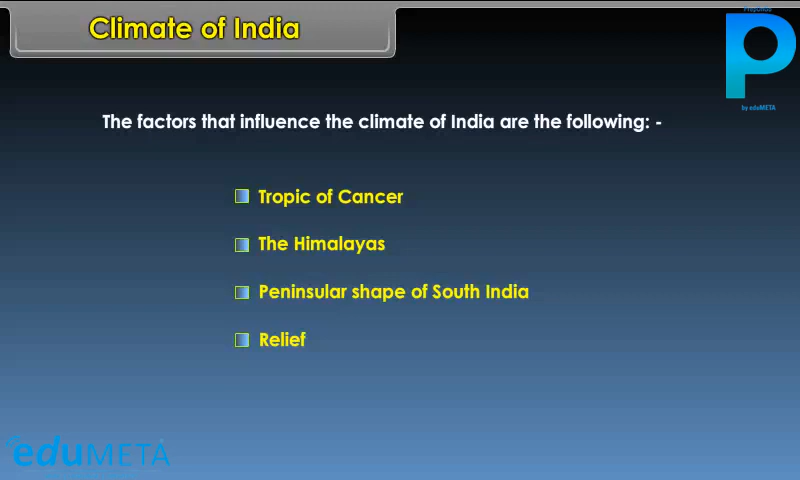 Climate of India
by eduMETA
The factors that influence the climate of India are the following: -
Tropic of Cancer
The Himalayas
Peninsular shape of South India
Relief
eduMETA